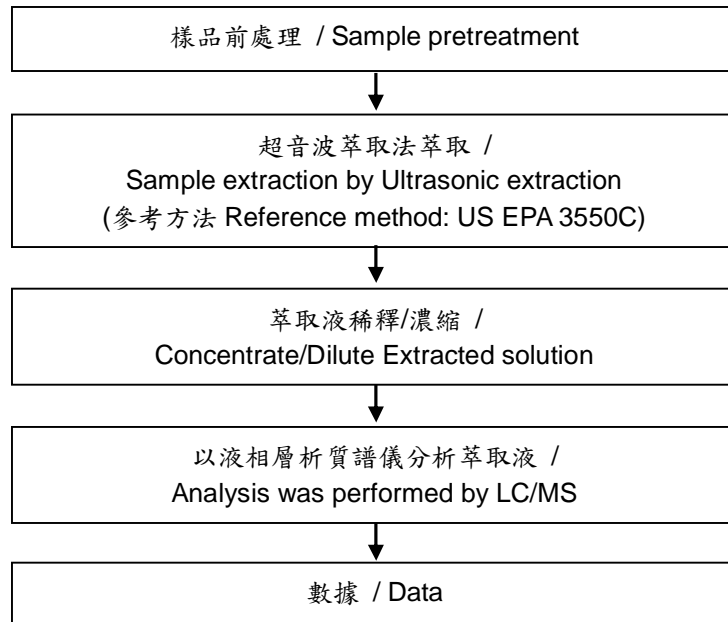 樣品前處理 / Sample pretreatment
超音波萃取法萃取 /
Sample extraction by Ultrasonic extraction
(參考方法 Reference method: US EPA 3550C)
萃取液稀釋/濃縮 /
Concentrate/Dilute Extracted solution
以液相層析質譜儀分析萃取液 /
Analysis was performed by LC/MS
數據 / Data